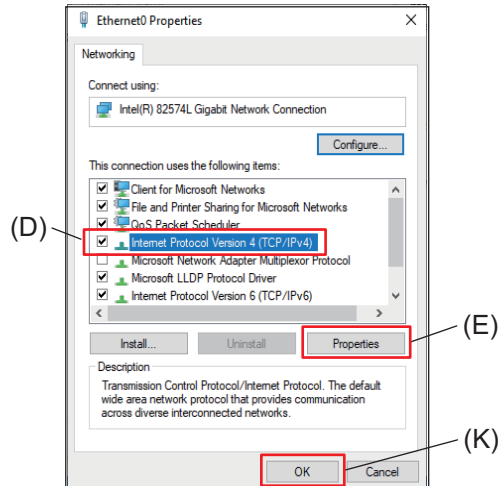 Ethernet0 Properties
Networking
Connect using:
Intel(R) 82574L Gigabit Network Connection
Configure...
This connection uses the following items:
Client for Microsoft Networks
File and Printer Sharing for Microsoft Networks
QoS Packet Scheduler
(D)
Internet Protocol Version 4 (TCP/IPv4)
Microsoft Network Adapter Multiplexor Protocol
Microsoft LLDP Protocol Driver
Internet Protocol Version 6 (TCP/IPv6)
(E)
Install... Uninstall Properties
Description
Transmission Control Protocol/Internet Protocol. The default
wide area network protocol that provides communication
across diverse interconnected networks.
(K)
OK Cancel